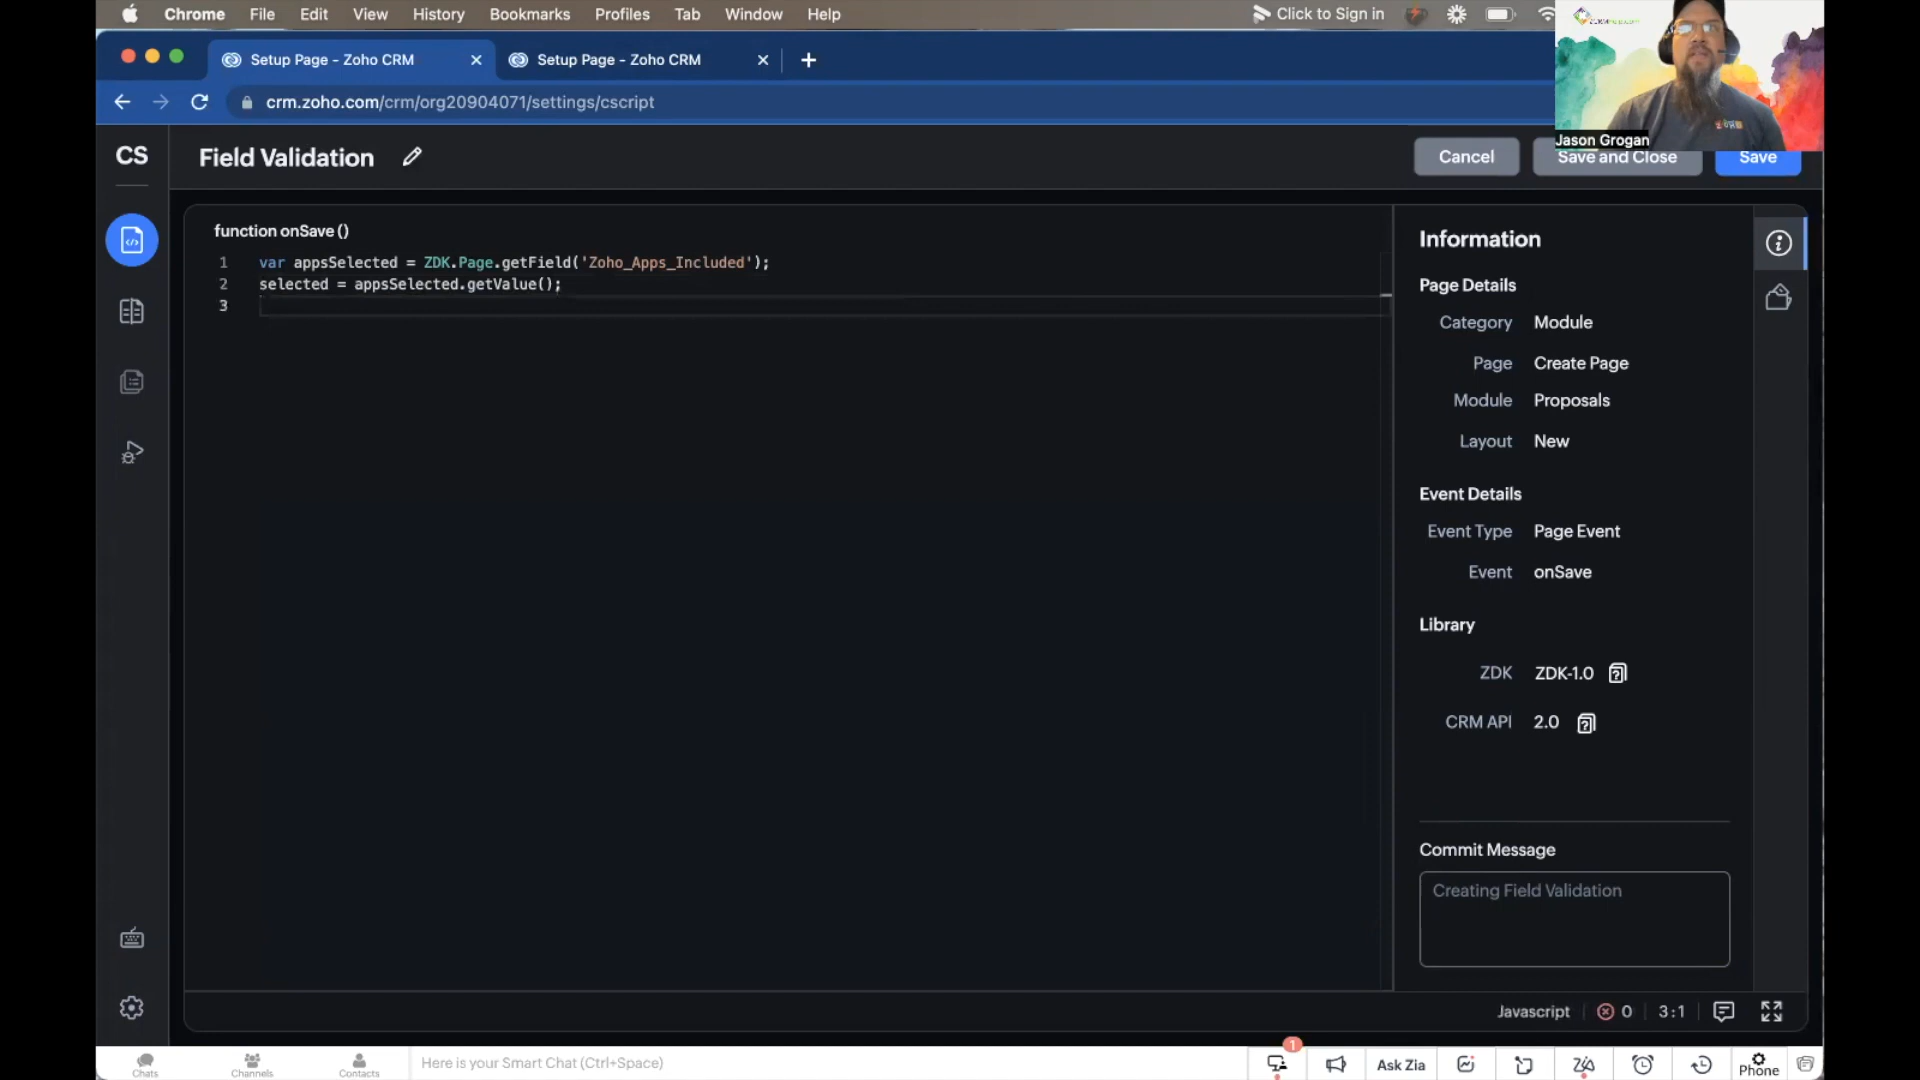 Chrome File Edit View History Bookmarks Profiles Tab Window Help
Click to Sign in
Setup Page - Zoho CRM
Setup Page - Zoho CRM
crm.zoho.com/crm/org20904071/settings/cscript
Jason Grogan
CS
Field Validation
Cancel
Save and Close
Save
function onSave ()
1 var appsSelected = ZDK.Page.getField('Zoho_Apps_Included');
2 selected = appsSelected.getValue();
3
Information
Page Details
Category Module
Page Create Page
Module Proposals
Layout New
Event Details
Event Type Page Event
Event onSave
Library
ZDK ZDK-1.0
CRM API 2.0
Commit Message
Creating Field Validation
Javascript 0 3:1
Chats
Channels
Contacts
Here is your Smart Chat (Ctrl+Space)
1
Ask Zia
Phone